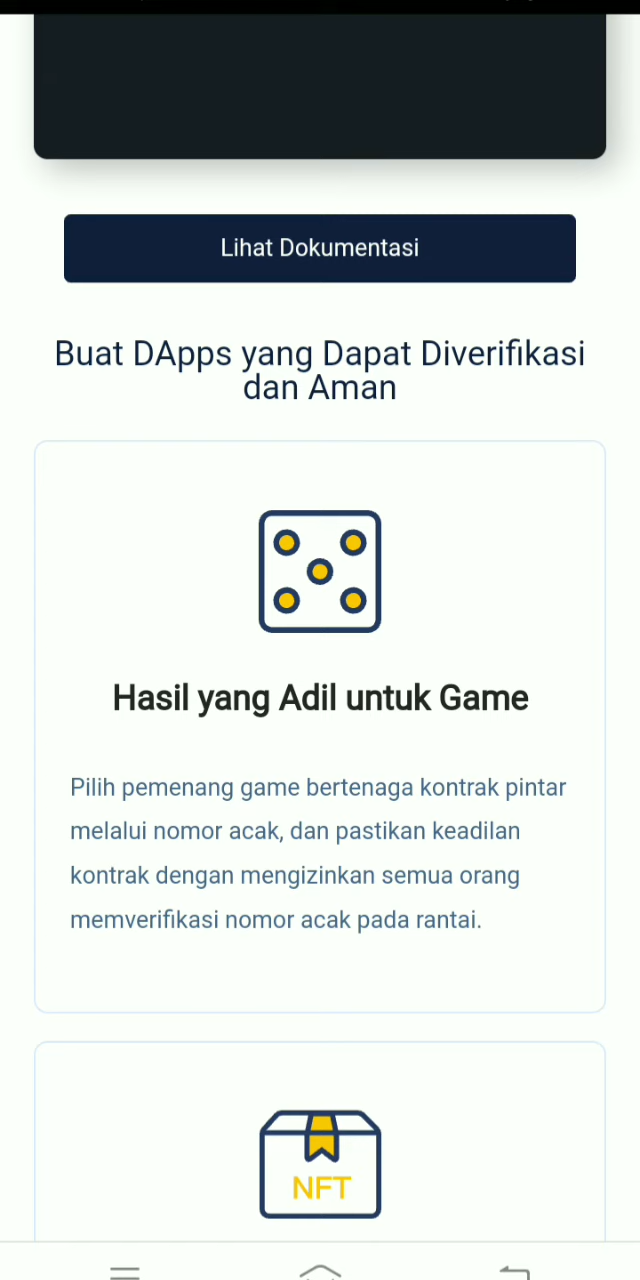 Lihat Dokumentasi
Buat DApps yang Dapat Diverifikasi
dan Aman
Hasil yang Adil untuk Game
Pilih pemenang game bertenaga kontrak pintar
melalui nomor acak, dan pastikan keadilan
kontrak dengan mengizinkan semua orang
memverifikasi nomor acak pada rantai.
NFT